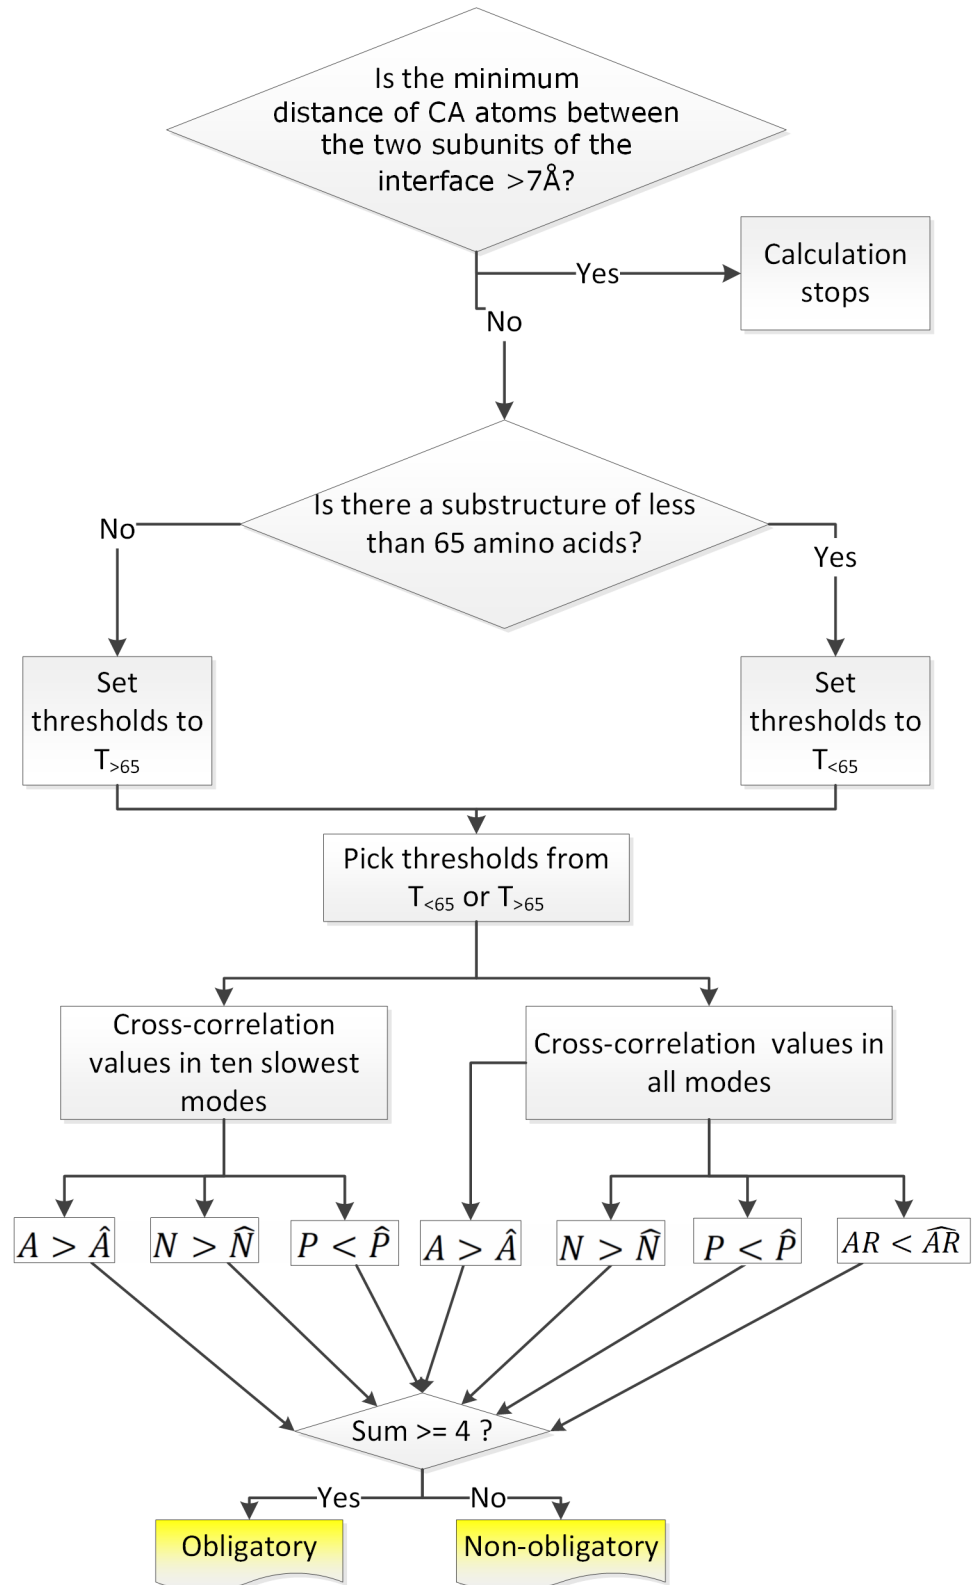 Is the minimum
distance of CA atoms between
the two subunits of the
interface >7Å?
Yes
Calculation
stops
No
Is there a substructure of less
than 65 amino acids?
No
Yes
Set
thresholds to
T>65
Set
thresholds to
T<65
Pick thresholds from
T<65 or T>65
Cross-correlation
values in ten slowest
modes
Cross-correlation values in
all modes
A > Â
N > N̂
P < P̂
A > Â
N > N̂
P < P̂
AR < A͡R
Sum >= 4 ?
Yes
No
Obligatory
Non-obligatory